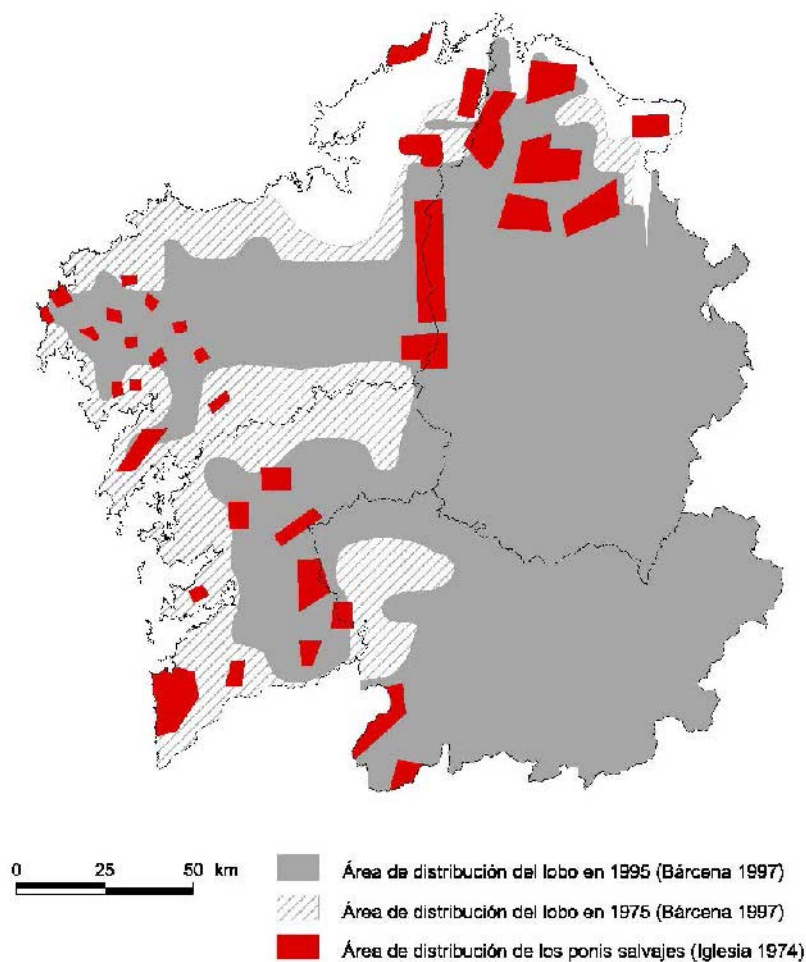 0 25 50 km
Área de distribución del lobo en 1995 (Bárcena 1997)
Área de distribución del lobo en 1975 (Bárcena 1997)
Área de distribución de los ponis salvajes (Iglesia 1974)